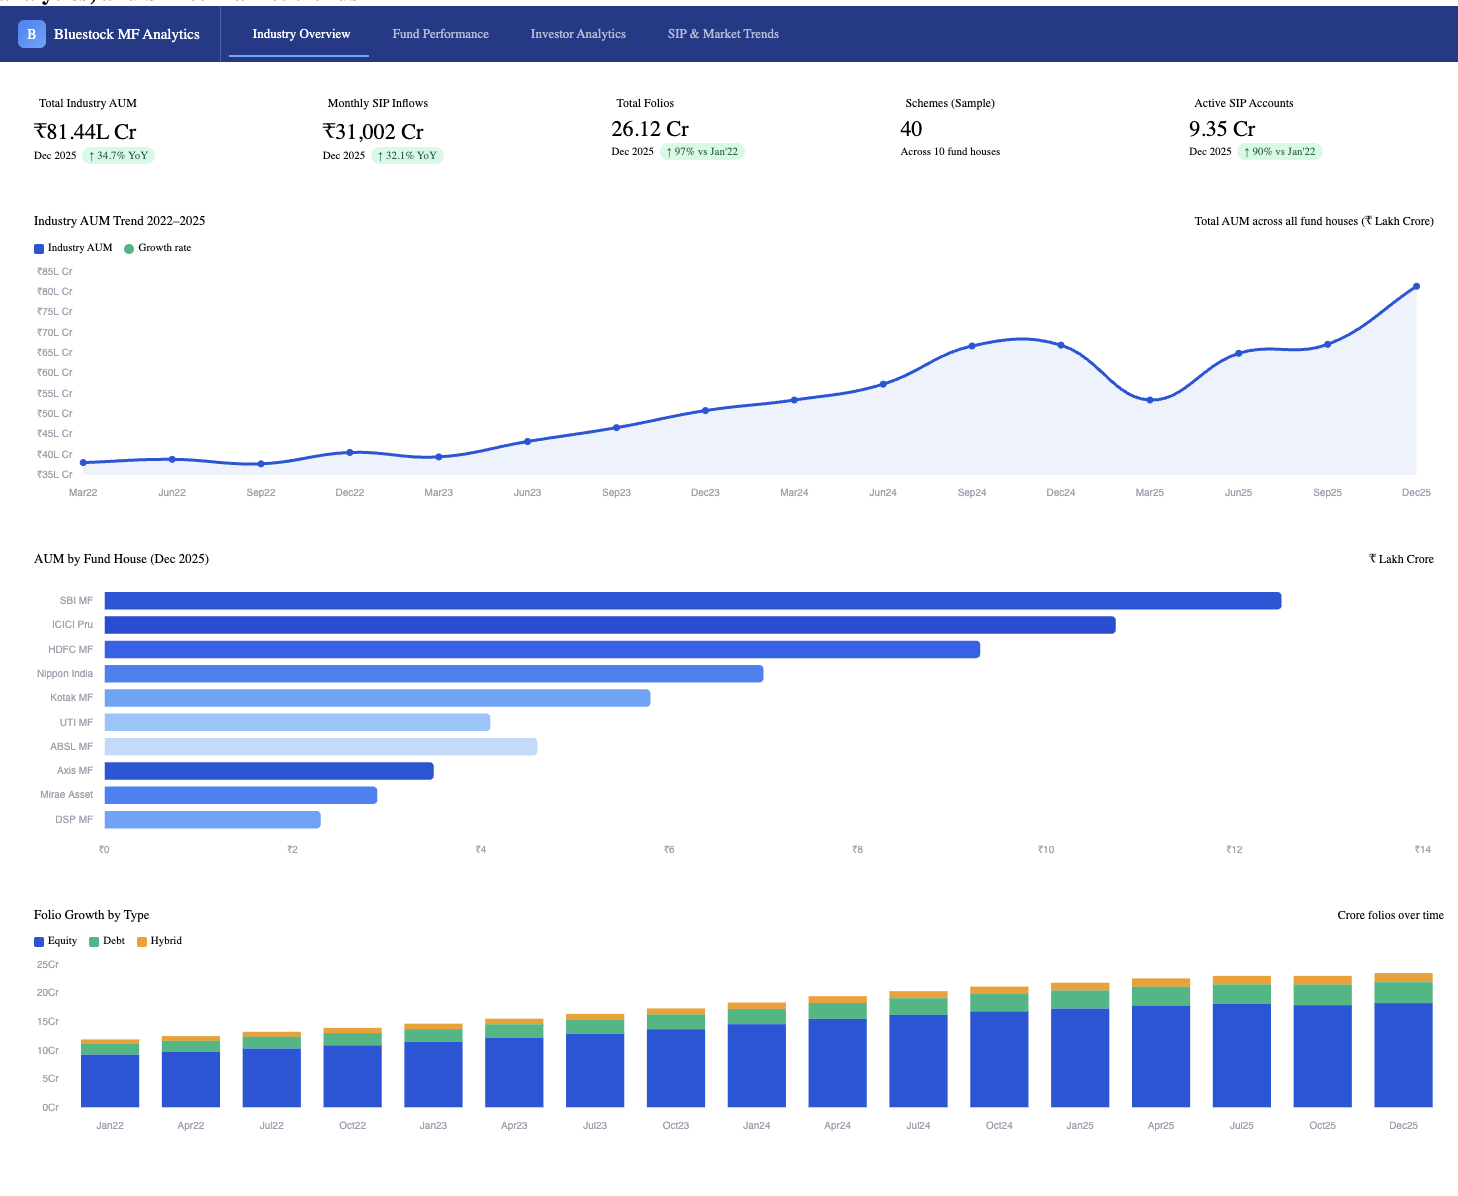 B Bluestock MF Analytics Industry Overview Fund Performance Investor Analytics SIP & Market Trends
Total Industry AUM Monthly SIP Inflows Total Folios Schemes (Sample) Active SIP Accounts
₹81.44L Cr ₹31,002 Cr 26.12 Cr 40 9.35 Cr
Dec 2025 ↑ 34.7% YoY Dec 2025 ↑ 32.1% YoY Dec 2025 ↑ 97% vs Jan'22 Across 10 fund houses Dec 2025 ↑ 90% vs Jan'22
Industry AUM Trend 2022–2025 Total AUM across all fund houses (₹ Lakh Crore)
Industry AUM Growth rate
₹85L Cr
₹80L Cr
₹75L Cr
₹70L Cr
₹65L Cr
₹60L Cr
₹55L Cr
₹50L Cr
₹45L Cr
₹40L Cr
₹35L Cr
Mar22 Jun22 Sep22 Dec22 Mar23 Jun23 Sep23 Dec23 Mar24 Jun24 Sep24 Dec24 Mar25 Jun25 Sep25 Dec25
AUM by Fund House (Dec 2025) ₹ Lakh Crore
SBI MF
ICICI Pru
HDFC MF
Nippon India
Kotak MF
UTI MF
ABSL MF
Axis MF
Mirae Asset
DSP MF
₹0 ₹2 ₹4 ₹6 ₹8 ₹10 ₹12 ₹14
Folio Growth by Type Crore folios over time
Equity Debt Hybrid
25Cr
20Cr
15Cr
10Cr
5Cr
0Cr
Jan22 Apr22 Jul22 Oct22 Jan23 Apr23 Jul23 Oct23 Jan24 Apr24 Jul24 Oct24 Jan25 Apr25 Jul25 Oct25 Dec25